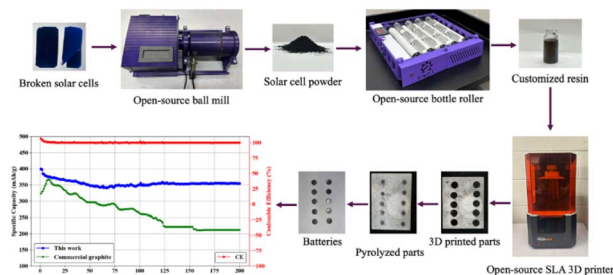 Broken solar cells
Open-source ball mill
Solar cell powder
Open-source bottle roller
Customized resin
Open-source SLA 3D printer
3D printed parts
Pyrolyzed parts
Batteries
Specific Capacity (mAh/g)
500
450
400
350
300
250
200
150
100
0
25
50
75
100
125
150
175
200
100
75
50
25
0
-25
-50
-75
-100
Coulombic Efficiency (%)
This work
Commercial graphite
CE